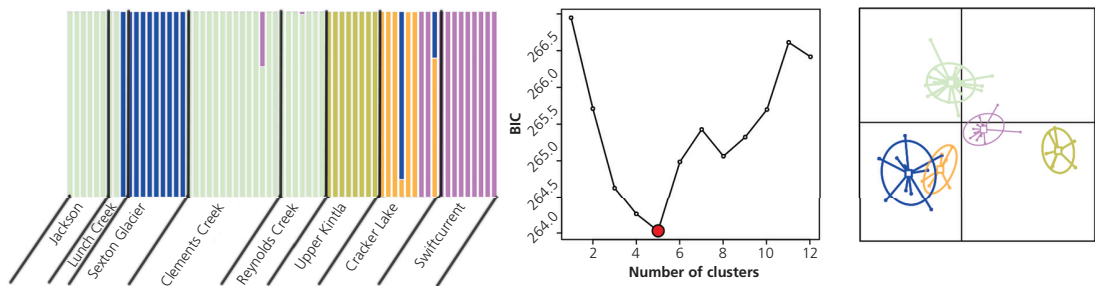 Jackson
Lunch Creek
Sexton Glacier
Clements Creek
Reynolds Creek
Upper Kintla
Cracker Lake
Swiftcurrent
BIC
266.5
266.0
265.5
265.0
264.5
264.0
2 4 6 8 10 12
Number of clusters